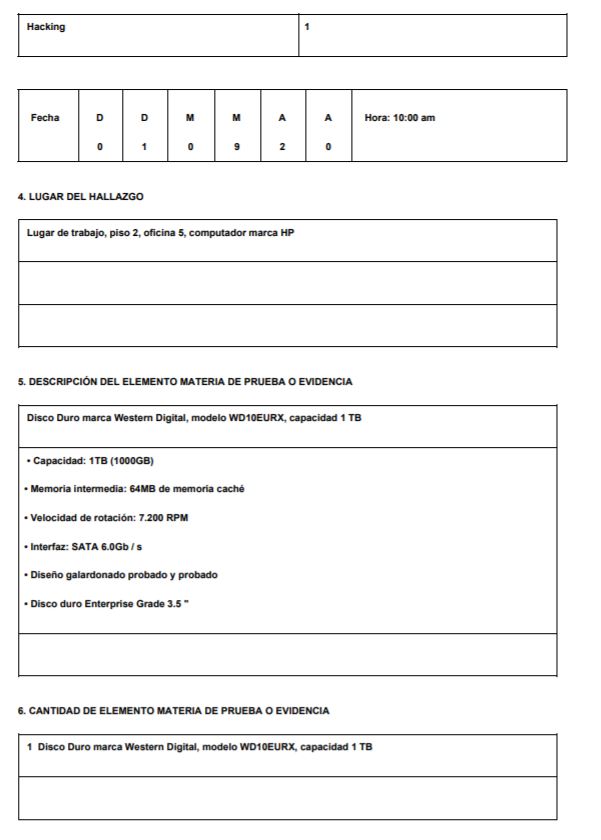 Hacking 1
Fecha D D M M A A Hora: 10:00 am
0 1 0 9 2 0
4. LUGAR DEL HALLAZGO
Lugar de trabajo, piso 2, oficina 5, computador marca HP
5. DESCRIPCIÓN DEL ELEMENTO MATERIA DE PRUEBA O EVIDENCIA
Disco Duro marca Western Digital, modelo WD10EURX, capacidad 1 TB
• Capacidad: 1TB (1000GB)
• Memoria intermedia: 64MB de memoria caché
• Velocidad de rotación: 7.200 RPM
• Interfaz: SATA 6.0Gb / s
• Diseño galardonado probado y probado
• Disco duro Enterprise Grade 3.5 "
6. CANTIDAD DE ELEMENTO MATERIA DE PRUEBA O EVIDENCIA
1 Disco Duro marca Western Digital, modelo WD10EURX, capacidad 1 TB